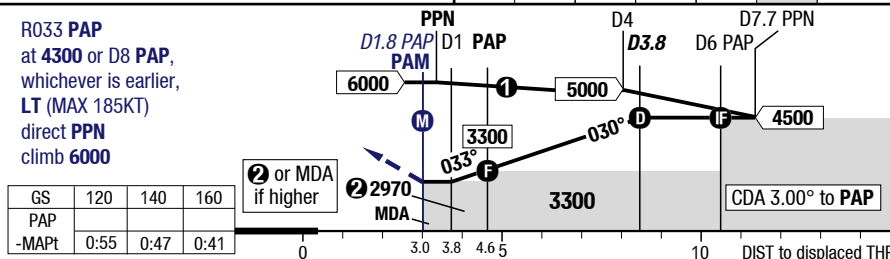 R033 PAP
at 4300 or D8 PAP,
whichever is earlier,
LT (MAX 185KT)
direct PPN
climb 6000
PPN
D4
D7.7 PPN
D1.8 PAP D1 PAP
D3.8
D6 PAP
PAM
6000
1
5000
M
3300
030°
D
IF
4500
033°
F
2 or MDA
if higher
2 2970
MDA
3300
CDA 3.00° to PAP
GS 120 140 160
PAP
-MAPt 0:55 0:47 0:41
0 3.0 3.8 4.6 5 10 DIST to displaced THR